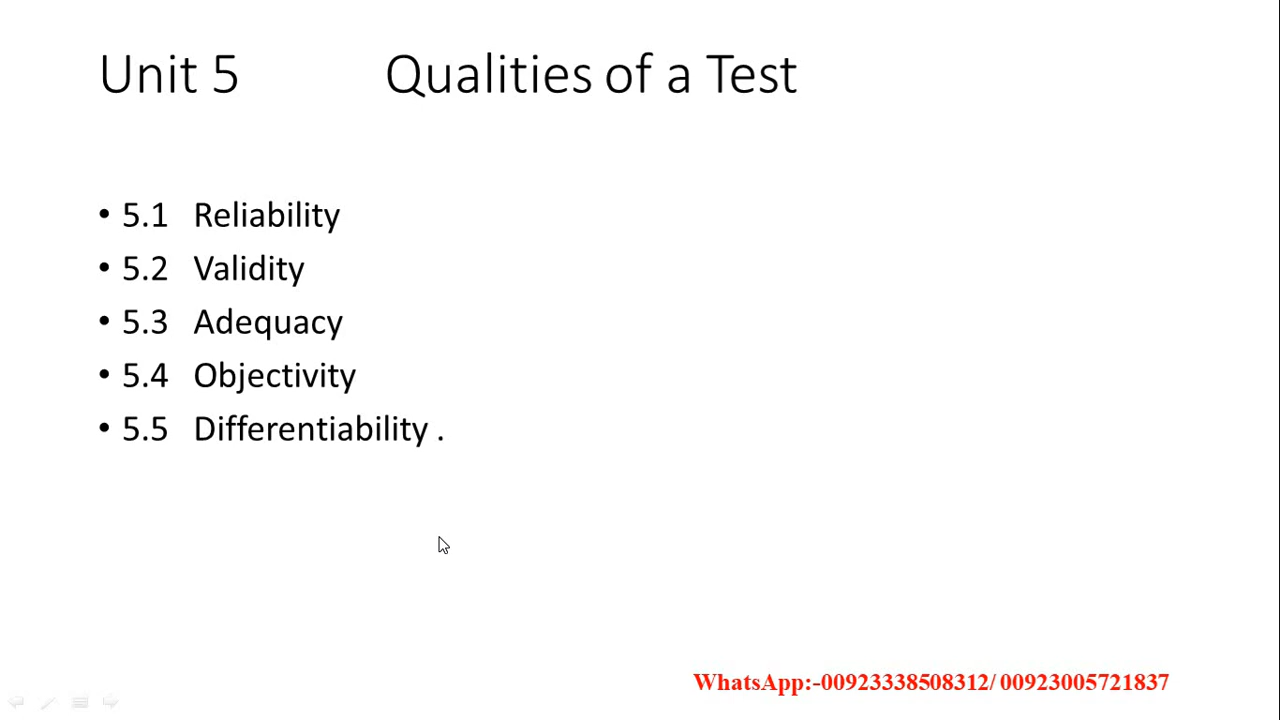 Unit 5 Qualities of a Test
• 5.1 Reliability
• 5.2 Validity
• 5.3 Adequacy
• 5.4 Objectivity
• 5.5 Differentiability .
WhatsApp:-00923338508312/ 00923005721837